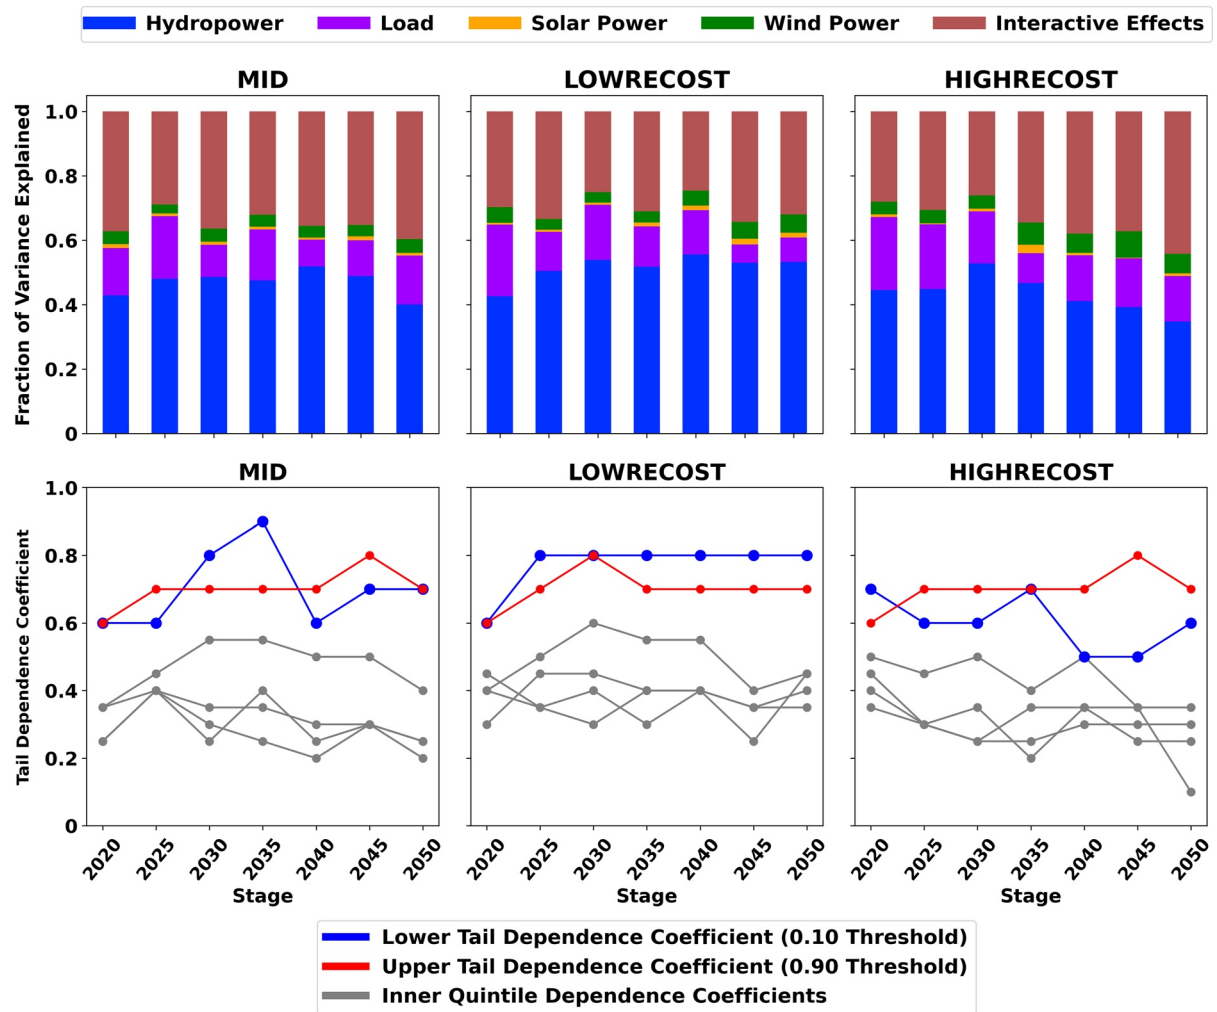 Hydropower Load Solar Power Wind Power Interactive Effects
MID LOWRECOST HIGHRECOST
Fraction of Variance Explained
1.0
0.8
0.6
0.4
0.2
0
MID LOWRECOST HIGHRECOST
Tail Dependence Coefficient
1.0
0.8
0.6
0.4
0.2
0
2020 2025 2030 2035 2040 2045 2050 2020 2025 2030 2035 2040 2045 2050 2020 2025 2030 2035 2040 2045 2050
Stage Stage Stage
Lower Tail Dependence Coefficient (0.10 Threshold)
Upper Tail Dependence Coefficient (0.90 Threshold)
Inner Quintile Dependence Coefficients